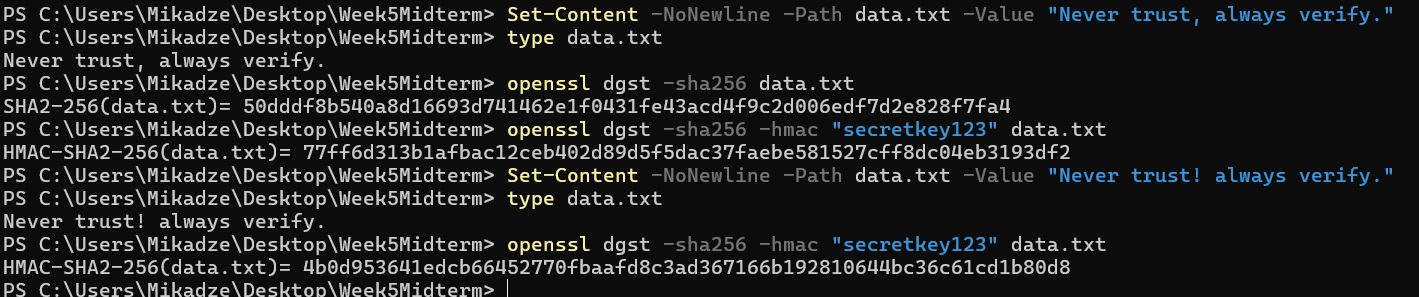 PS C:\Users\Mikadze\Desktop\Week5Midterm> Set-Content -NoNewline -Path data.txt -Value "Never trust, always verify."
PS C:\Users\Mikadze\Desktop\Week5Midterm> type data.txt
Never trust, always verify.
PS C:\Users\Mikadze\Desktop\Week5Midterm> openssl dgst -sha256 data.txt
SHA2-256(data.txt)= 50dddf8b540a8d16693d741462e1f0431fe43acd4f9c2d006edf7d2e828f7fa4
PS C:\Users\Mikadze\Desktop\Week5Midterm> openssl dgst -sha256 -hmac "secretkey123" data.txt
HMAC-SHA2-256(data.txt)= 77ff6d313b1afbac12ceb402d89d5f5dac37faebe581527cff8dc04eb3193df2
PS C:\Users\Mikadze\Desktop\Week5Midterm> Set-Content -NoNewline -Path data.txt -Value "Never trust! always verify."
PS C:\Users\Mikadze\Desktop\Week5Midterm> type data.txt
Never trust! always verify.
PS C:\Users\Mikadze\Desktop\Week5Midterm> openssl dgst -sha256 -hmac "secretkey123" data.txt
HMAC-SHA2-256(data.txt)= 4b0d953641edcb66452770fbaafd8c3ad367166b192810644bc36c61cd1b80d8
PS C:\Users\Mikadze\Desktop\Week5Midterm>